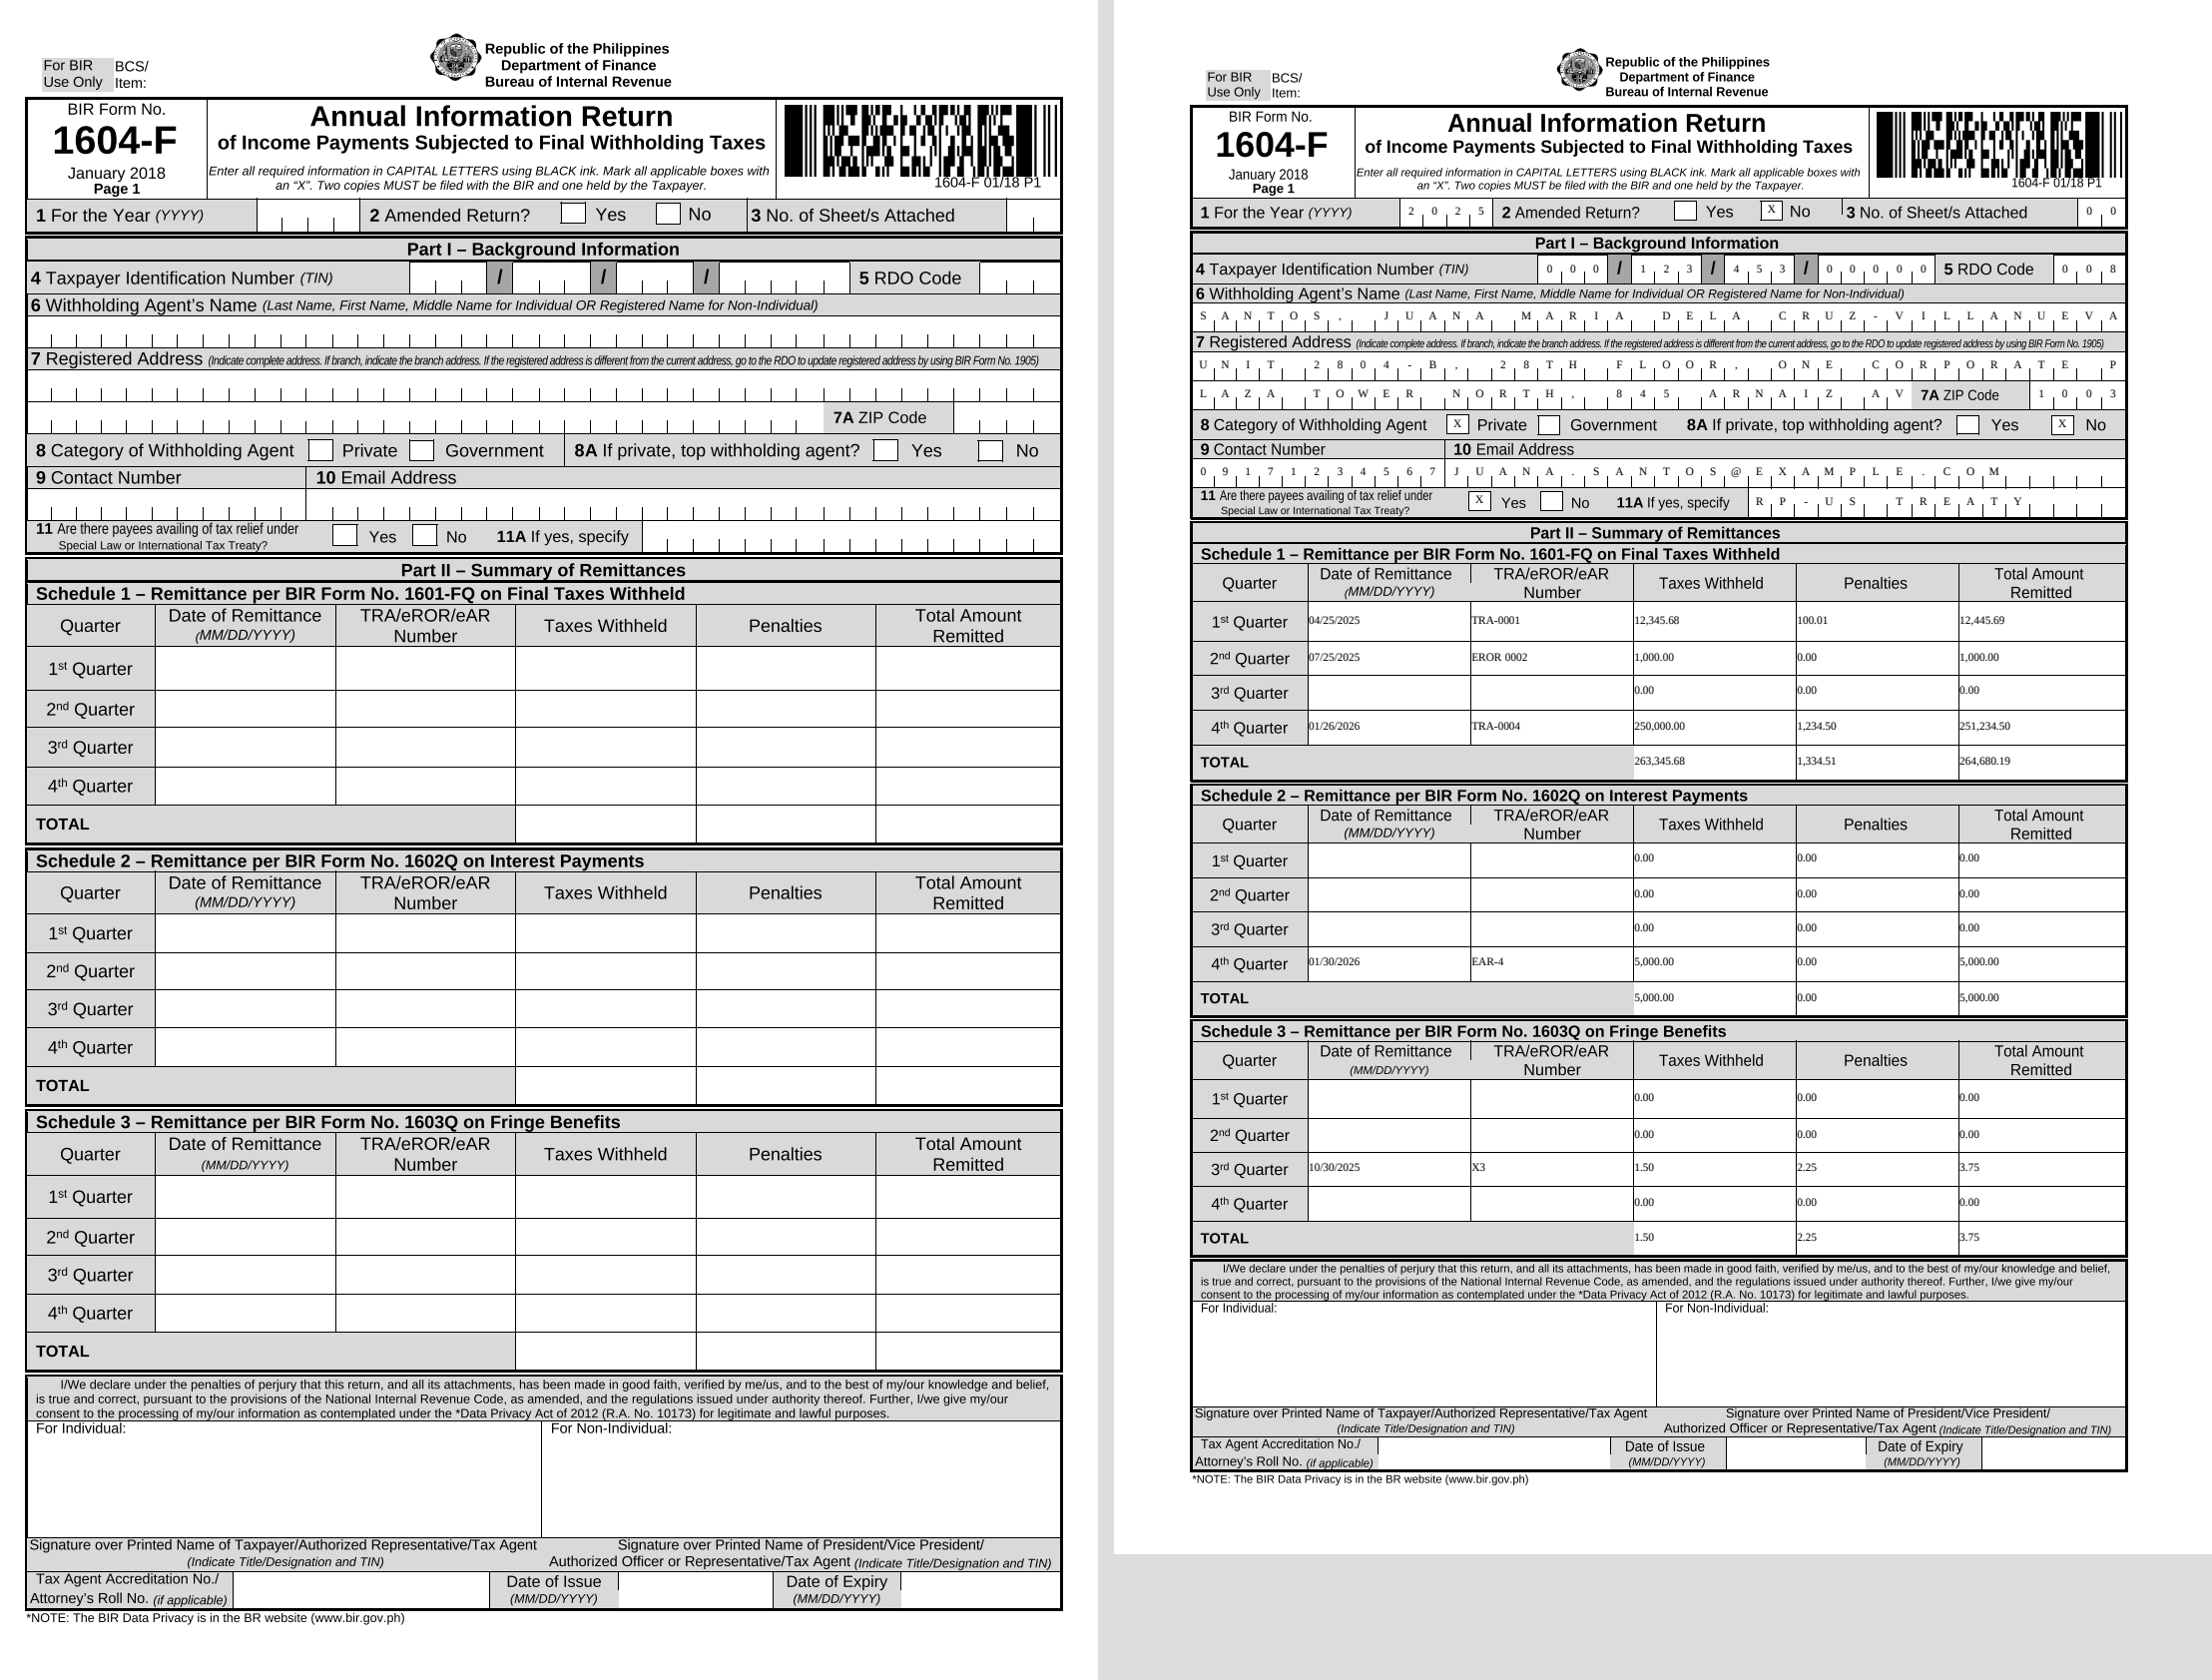 For BIR Use Only
BCS/ Item:
Republic of the Philippines
Department of Finance
Bureau of Internal Revenue
BIR Form No.
1604-F
January 2018
Page 1
Annual Information Return
of Income Payments Subjected to Final Withholding Taxes
Enter all required information in CAPITAL LETTERS using BLACK ink. Mark all applicable boxes with
an “X”. Two copies MUST be filed with the BIR and one held by the Taxpayer.
1604-F 01/18 P1
1 For the Year (YYYY) 2 Amended Return? Yes No 3 No. of Sheet/s Attached
Part I – Background Information
4 Taxpayer Identification Number (TIN) / / / 5 RDO Code
6 Withholding Agent’s Name (Last Name, First Name, Middle Name for Individual OR Registered Name for Non-Individual)
7 Registered Address (Indicate complete address. If branch, indicate the branch address. If the registered address is different from the current address, go to the RDO to update registered address by using BIR Form No. 1905)
7A ZIP Code
8 Category of Withholding Agent Private Government 8A If private, top withholding agent? Yes No
9 Contact Number 10 Email Address
11 Are there payees availing of tax relief under Yes No 11A If yes, specify
Special Law or International Tax Treaty?
Part II – Summary of Remittances
Schedule 1 – Remittance per BIR Form No. 1601-FQ on Final Taxes Withheld
Quarter Date of Remittance (MM/DD/YYYY) TRA/eROR/eAR Number Taxes Withheld Penalties Total Amount Remitted
1st Quarter
2nd Quarter
3rd Quarter
4th Quarter
TOTAL
Schedule 2 – Remittance per BIR Form No. 1602Q on Interest Payments
Quarter Date of Remittance (MM/DD/YYYY) TRA/eROR/eAR Number Taxes Withheld Penalties Total Amount Remitted
1st Quarter
2nd Quarter
3rd Quarter
4th Quarter
TOTAL
Schedule 3 – Remittance per BIR Form No. 1603Q on Fringe Benefits
Quarter Date of Remittance (MM/DD/YYYY) TRA/eROR/eAR Number Taxes Withheld Penalties Total Amount Remitted
1st Quarter
2nd Quarter
3rd Quarter
4th Quarter
TOTAL
I/We declare under the penalties of perjury that this return, and all its attachments, has been made in good faith, verified by me/us, and to the best of my/our knowledge and belief,
is true and correct, pursuant to the provisions of the National Internal Revenue Code, as amended, and the regulations issued under authority thereof. Further, I/we give my/our
consent to the processing of my/our information as contemplated under the *Data Privacy Act of 2012 (R.A. No. 10173) for legitimate and lawful purposes.
For Individual: For Non-Individual:
Signature over Printed Name of Taxpayer/Authorized Representative/Tax Agent
(Indicate Title/Designation and TIN)
Signature over Printed Name of President/Vice President/
Authorized Officer or Representative/Tax Agent (Indicate Title/Designation and TIN)
Tax Agent Accreditation No./ Attorney’s Roll No. (if applicable) Date of Issue (MM/DD/YYYY) Date of Expiry (MM/DD/YYYY)
*NOTE: The BIR Data Privacy is in the BR website (www.bir.gov.ph)
For BIR Use Only
BCS/ Item:
Republic of the Philippines
Department of Finance
Bureau of Internal Revenue
BIR Form No.
1604-F
January 2018
Page 1
Annual Information Return
of Income Payments Subjected to Final Withholding Taxes
Enter all required information in CAPITAL LETTERS using BLACK ink. Mark all applicable boxes with
an “X”. Two copies MUST be filed with the BIR and one held by the Taxpayer.
1604-F 01/18 P1
1 For the Year (YYYY) 2025 2 Amended Return? Yes X No 3 No. of Sheet/s Attached 00
Part I – Background Information
4 Taxpayer Identification Number (TIN) 000 / 123 / 453 / 00000 5 RDO Code 008
6 Withholding Agent’s Name (Last Name, First Name, Middle Name for Individual OR Registered Name for Non-Individual)
SANTOS, JUANA MARIA DELA CRUZ-VILLANUEVA
7 Registered Address (Indicate complete address. If branch, indicate the branch address. If the registered address is different from the current address, go to the RDO to update registered address by using BIR Form No. 1905)
UNIT 2804-B, 28TH FLOOR, ONE CORPORATE P
LAZA TOWER NORTH, 845 ARNAIZ AV 7A ZIP Code 1003
8 Category of Withholding Agent X Private Government 8A If private, top withholding agent? Yes X No
9 Contact Number 10 Email Address
09171234567 JUANA.SANTOS@EXAMPLE.COM
11 Are there payees availing of tax relief under X Yes No 11A If yes, specify RP-US TREATY
Special Law or International Tax Treaty?
Part II – Summary of Remittances
Schedule 1 – Remittance per BIR Form No. 1601-FQ on Final Taxes Withheld
Quarter Date of Remittance (MM/DD/YYYY) TRA/eROR/eAR Number Taxes Withheld Penalties Total Amount Remitted
1st Quarter 04/25/2025 TRA-0001 12,345.68 100.01 12,445.69
2nd Quarter 07/25/2025 EROR 0002 1,000.00 0.00 1,000.00
3rd Quarter 0.00 0.00 0.00
4th Quarter 01/26/2026 TRA-0004 250,000.00 1,234.50 251,234.50
TOTAL 263,345.68 1,334.51 264,680.19
Schedule 2 – Remittance per BIR Form No. 1602Q on Interest Payments
Quarter Date of Remittance (MM/DD/YYYY) TRA/eROR/eAR Number Taxes Withheld Penalties Total Amount Remitted
1st Quarter 0.00 0.00 0.00
2nd Quarter 0.00 0.00 0.00
3rd Quarter 0.00 0.00 0.00
4th Quarter 01/30/2026 EAR-4 5,000.00 0.00 5,000.00
TOTAL 5,000.00 0.00 5,000.00
Schedule 3 – Remittance per BIR Form No. 1603Q on Fringe Benefits
Quarter Date of Remittance (MM/DD/YYYY) TRA/eROR/eAR Number Taxes Withheld Penalties Total Amount Remitted
1st Quarter 0.00 0.00 0.00
2nd Quarter 0.00 0.00 0.00
3rd Quarter 10/30/2025 X3 1.50 2.25 3.75
4th Quarter 0.00 0.00 0.00
TOTAL 1.50 2.25 3.75
I/We declare under the penalties of perjury that this return, and all its attachments, has been made in good faith, verified by me/us, and to the best of my/our knowledge and belief,
is true and correct, pursuant to the provisions of the National Internal Revenue Code, as amended, and the regulations issued under authority thereof. Further, I/we give my/our
consent to the processing of my/our information as contemplated under the *Data Privacy Act of 2012 (R.A. No. 10173) for legitimate and lawful purposes.
For Individual: For Non-Individual:
Signature over Printed Name of Taxpayer/Authorized Representative/Tax Agent
(Indicate Title/Designation and TIN)
Signature over Printed Name of President/Vice President/
Authorized Officer or Representative/Tax Agent (Indicate Title/Designation and TIN)
Tax Agent Accreditation No./ Attorney’s Roll No. (if applicable) Date of Issue (MM/DD/YYYY) Date of Expiry (MM/DD/YYYY)
*NOTE: The BIR Data Privacy is in the BR website (www.bir.gov.ph)